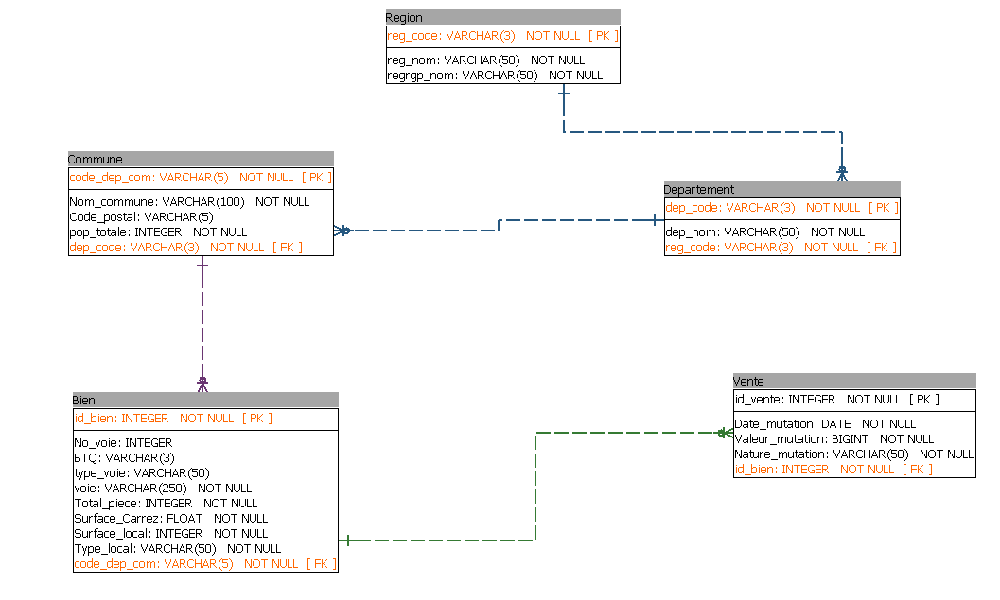 Region
reg_code: VARCHAR(3) NOT NULL [ PK ]
reg_nom: VARCHAR(50) NOT NULL
regrgp_nom: VARCHAR(50) NOT NULL
Commune
code_dep_com: VARCHAR(5) NOT NULL [ PK ]
Nom_commune: VARCHAR(100) NOT NULL
Code_postal: VARCHAR(5)
pop_totale: INTEGER NOT NULL
dep_code: VARCHAR(3) NOT NULL [ FK ]
Departement
dep_code: VARCHAR(3) NOT NULL [ PK ]
dep_nom: VARCHAR(50) NOT NULL
reg_code: VARCHAR(3) NOT NULL [ FK ]
Bien
id_bien: INTEGER NOT NULL [ PK ]
No_voie: INTEGER
BTQ: VARCHAR(3)
type_voie: VARCHAR(50)
voie: VARCHAR(250) NOT NULL
Total_piece: INTEGER NOT NULL
Surface_Carrez: FLOAT NOT NULL
Surface_local: INTEGER NOT NULL
Type_local: VARCHAR(50) NOT NULL
code_dep_com: VARCHAR(5) NOT NULL [ FK ]
Vente
id_vente: INTEGER NOT NULL [ PK ]
Date_mutation: DATE NOT NULL
Valeur_mutation: BIGINT NOT NULL
Nature_mutation: VARCHAR(50) NOT NULL
id_bien: INTEGER NOT NULL [ FK ]